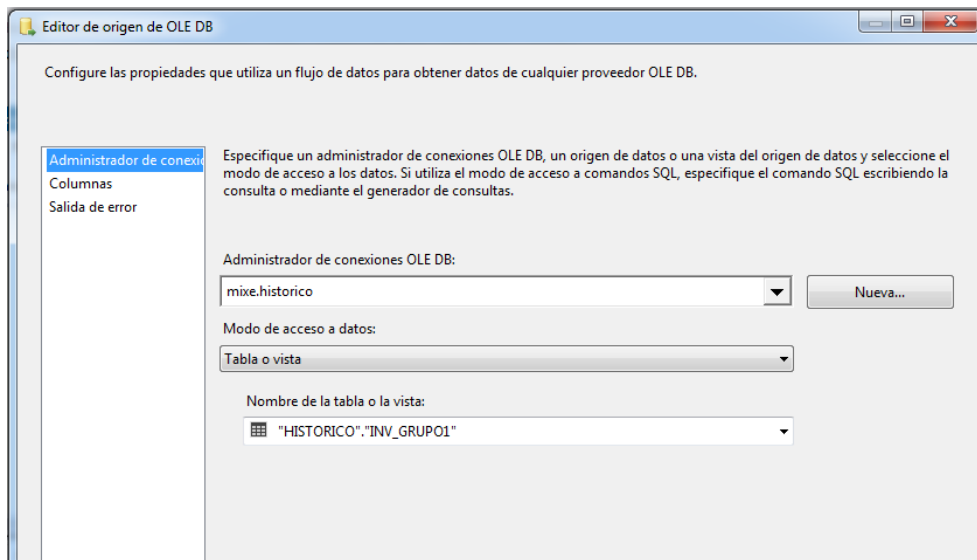 Editor de origen de OLE DB
Configure las propiedades que utiliza un flujo de datos para obtener datos de cualquier proveedor OLE DB.
Administrador de conexi
Columnas
Salida de error
Especifique un administrador de conexiones OLE DB, un origen de datos o una vista del origen de datos y seleccione el
modo de acceso a los datos. Si utiliza el modo de acceso a comandos SQL, especifique el comando SQL escribiendo la
consulta o mediante el generador de consultas.
Administrador de conexiones OLE DB:
mixe.historico
Nueva...
Modo de acceso a datos:
Tabla o vista
Nombre de la tabla o la vista:
"HISTORICO"."INV_GRUPO1"